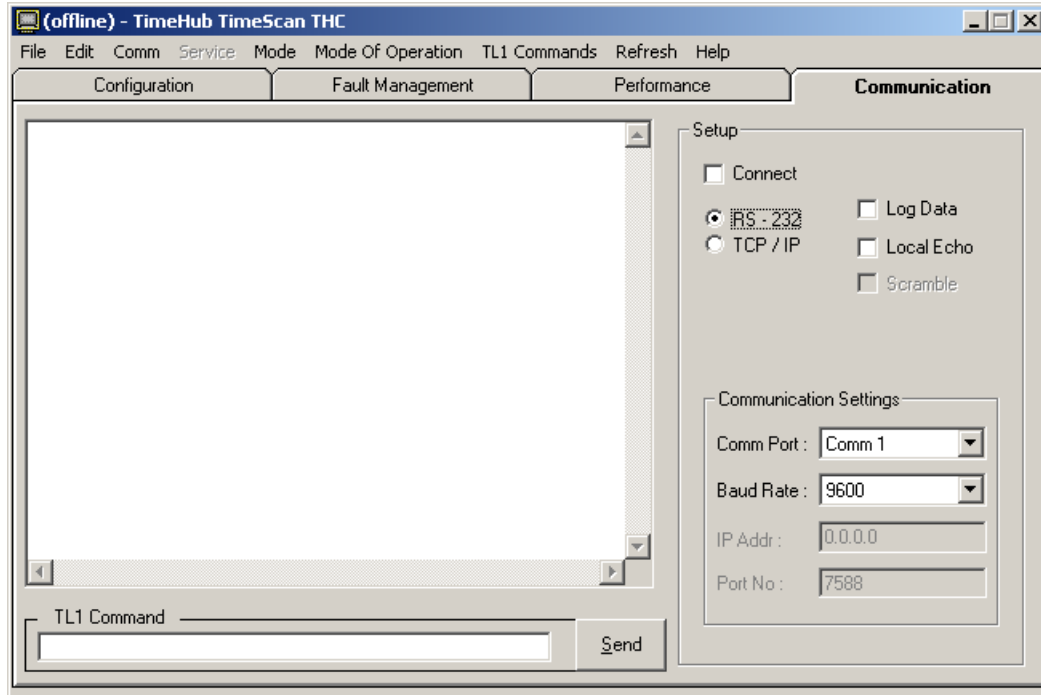 (offline) - TimeHub TimeScan THC
File Edit Comm Service Mode Mode Of Operation TL1 Commands Refresh Help
Configuration Fault Management Performance Communication
Setup
Connect
RS - 232
TCP / IP
Log Data
Local Echo
Scramble
Communication Settings
Comm Port : Comm 1
Baud Rate : 9600
IP Addr : 0.0.0.0
Port No : 7588
TL1 Command
Send